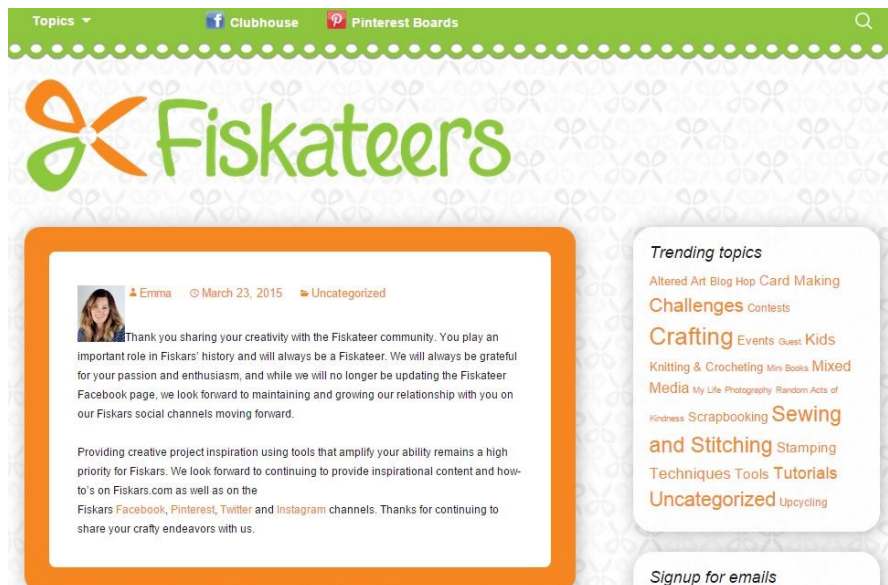 Topics
Clubhouse
Pinterest Boards
Fiskateers
Emma March 23, 2015 Uncategorized
Thank you sharing your creativity with the Fiskateer community. You play an
important role in Fiskars' history and will always be a Fiskateer. We will always be grateful
for your passion and enthusiasm, and while we will no longer be updating the Fiskateer
Facebook page, we look forward to maintaining and growing our relationship with you on
our Fiskars social channels moving forward.
Providing creative project inspiration using tools that amplify your ability remains a high
priority for Fiskars. We look forward to continuing to provide inspirational content and how-
to's on Fiskars.com as well as on the
Fiskars Facebook, Pinterest, Twitter and Instagram channels. Thanks for continuing to
share your crafty endeavors with us.
Trending topics
Altered Art Blog Hop Card Making
Challenges Contests
Crafting Events Guest Kids
Knitting & Crocheting Mini Books Mixed
Media My Life Photography Random Acts of
Kindness Scrapbooking Sewing
and Stitching Stamping
Techniques Tools Tutorials
Uncategorized Upcycling
Signup for emails